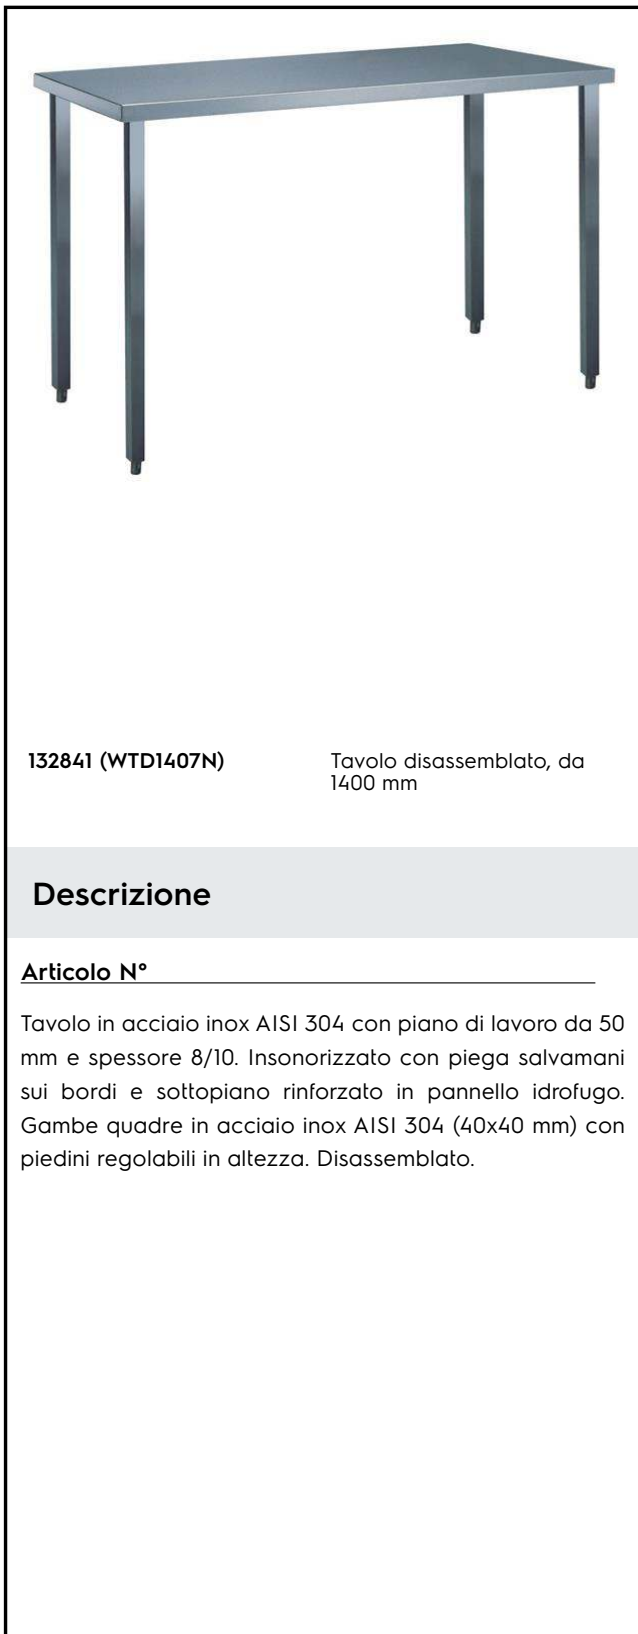 132841 (WTD1407N)
Tavolo disassemblato, da
1400 mm
Descrizione
Articolo N°
Tavolo in acciaio inox AISI 304 con piano di lavoro da 50
mm e spessore 8/10. Insonorizzato con piega salvamani
sui bordi e sottopiano rinforzato in pannello idrofugo.
Gambe quadre in acciaio inox AISI 304 (40x40 mm) con
piedini regolabili in altezza. Disassemblato.